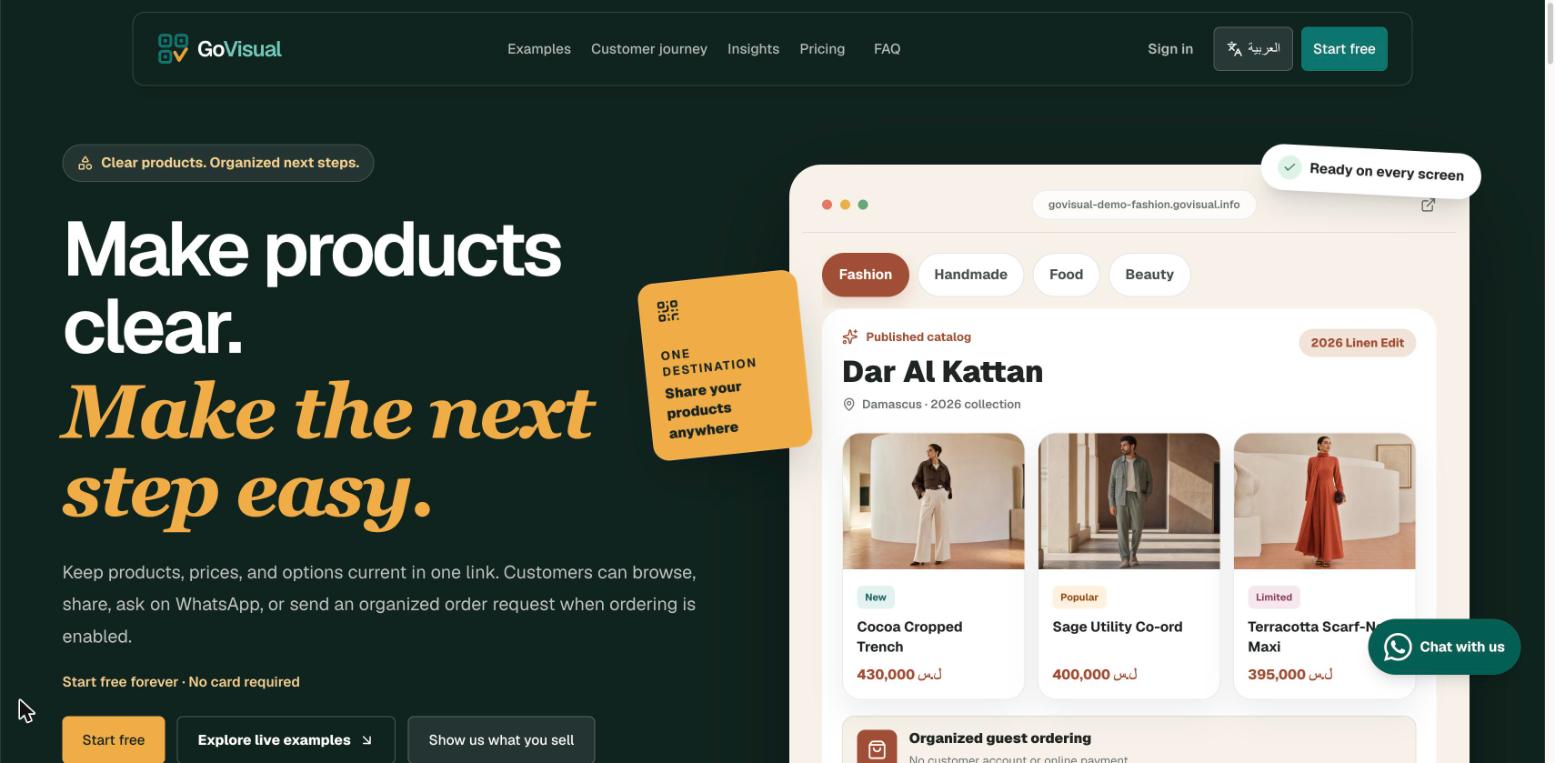 GoVisual
Examples
Customer journey
Insights
Pricing
FAQ
Sign in
العربية
Start free
Clear products. Organized next steps.
Make products
clear.
Make the next
step easy.
Keep products, prices, and options current in one link. Customers can browse,
share, ask on WhatsApp, or send an organized order request when ordering is
enabled.
Start free forever · No card required
Start free
Explore live examples
Show us what you sell
ONE
DESTINATION
Share your
products
anywhere
Ready on every screen
govisual-demo-fashion.govisual.info
Fashion
Handmade
Food
Beauty
Published catalog
2026 Linen Edit
Dar Al Kattan
Damascus · 2026 collection
New
Cocoa Cropped
Trench
430,000 ل.س
Popular
Sage Utility Co-ord
400,000 ل.س
Limited
Terracotta
Maxi
395,000 ل.س
Chat with us
Organized guest ordering
No customer account or online payment